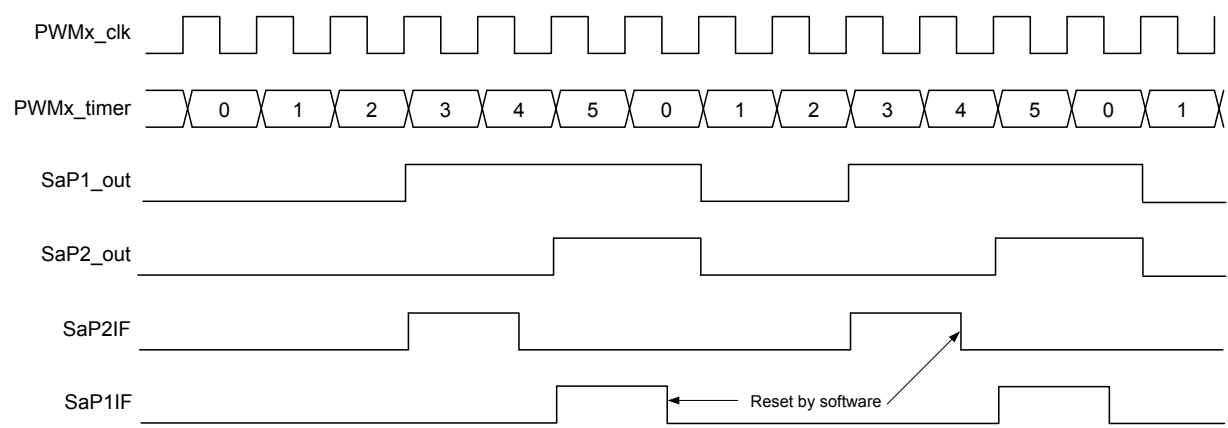 PWMx_clk
PWMx_timer 0 1 2 3 4 5 0 1 2 3 4 5 0 1
SaP1_out
SaP2_out
SaP2IF
SaP1IF Reset by software